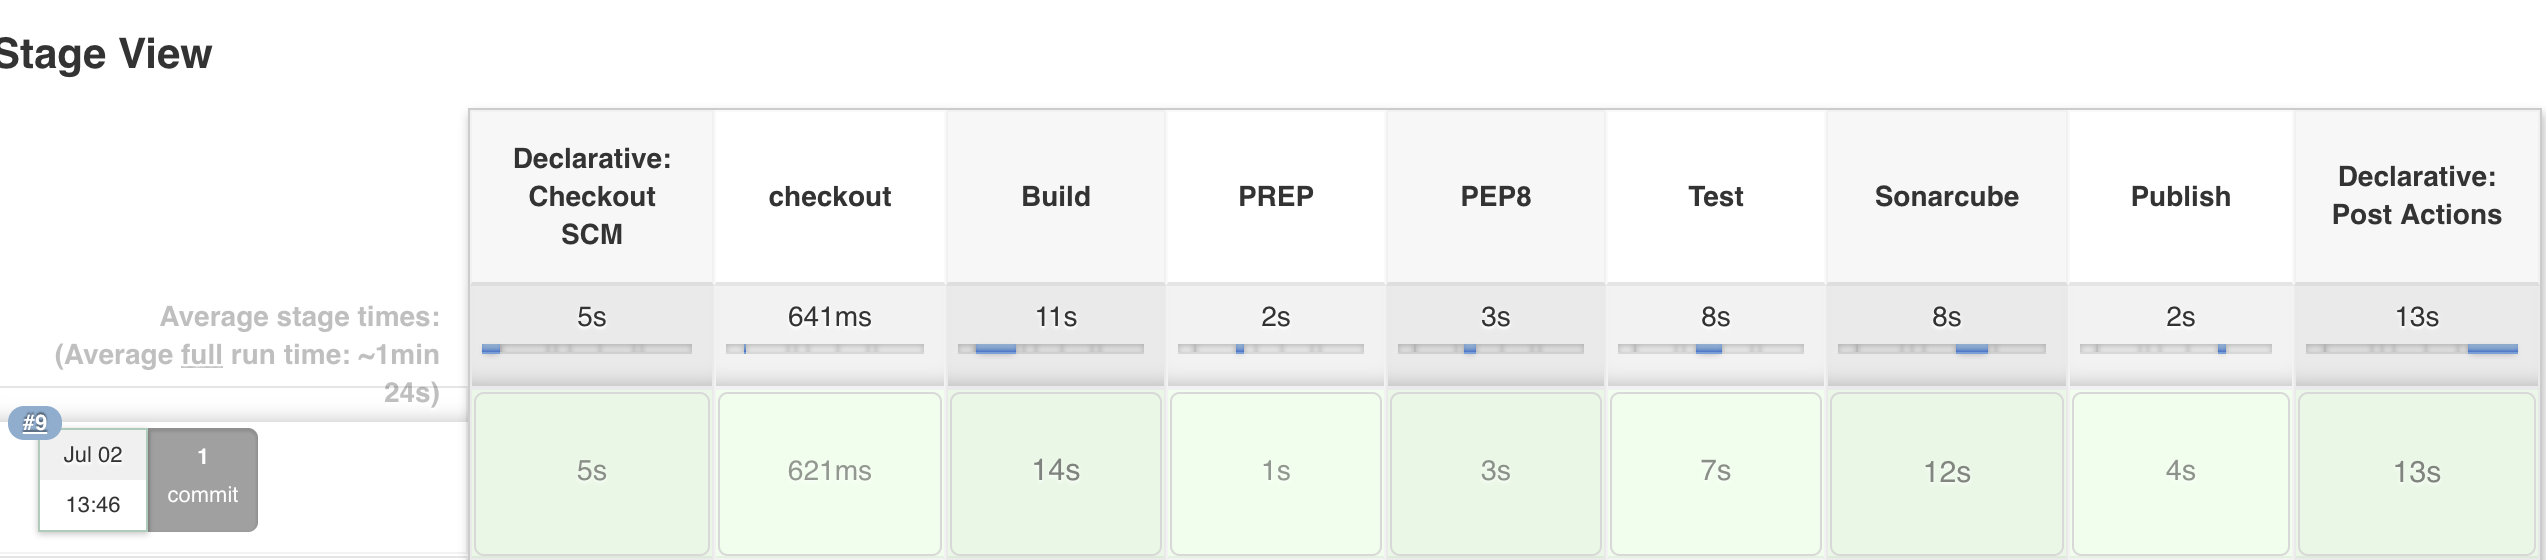 Stage View
Declarative:
Checkout
SCM
checkout
Build
PREP
PEP8
Test
Sonarcube
Publish
Declarative:
Post Actions
Average stage times:
(Average full run time: ~1min
24s)
5s
641ms
11s
2s
3s
8s
8s
2s
13s
#9
Jul 02
13:46
1
commit
5s
621ms
14s
1s
3s
7s
12s
4s
13s